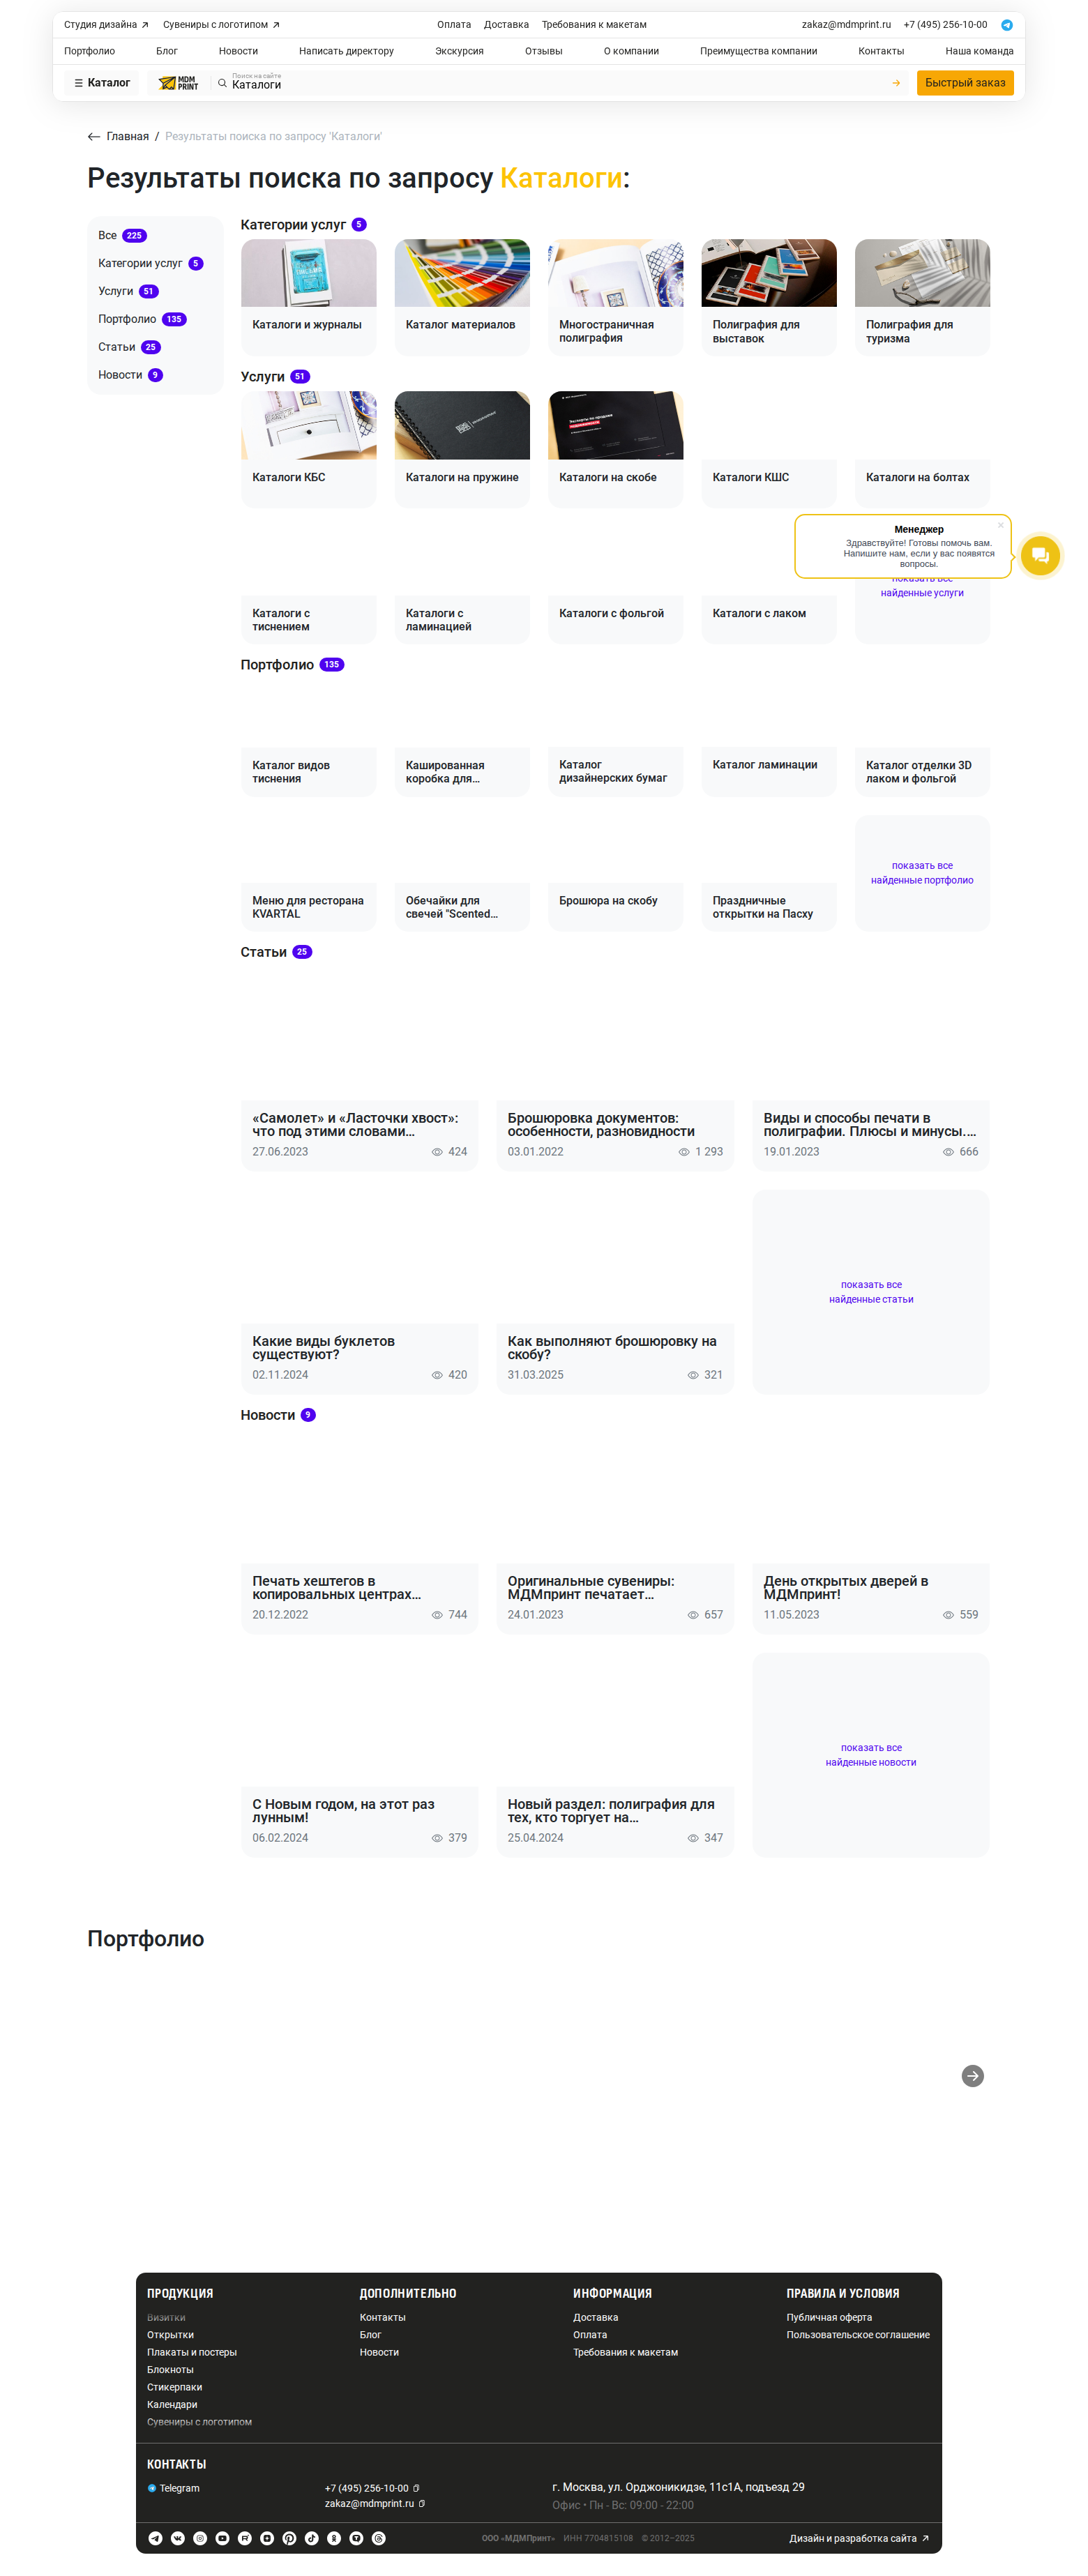 Студия дизайна
Сувениры с логотипом
Оплата
Доставка
Требования к макетам
zakaz@mdmprint.ru
+7 (495) 256-10-00
Портфолио
Блог
Новости
Написать директору
Экскурсия
Отзывы
О компании
Преимущества компании
Контакты
Наша команда
Каталог
MDM
PRINT
Поиск на сайте
Каталоги
Быстрый заказ
Главная / Результаты поиска по запросу 'Каталоги'
Результаты поиска по запросу Каталоги:
Все 225
Категории услуг 5
Услуги 51
Портфолио 135
Статьи 25
Новости 9
Категории услуг 5
Каталоги и журналы
Каталог материалов
Многостраничная
полиграфия
Полиграфия для
выставок
Полиграфия для
туризма
Услуги 51
Каталоги КБС
Каталоги на пружине
Каталоги на скобе
Каталоги КШС
Каталоги на болтах
Менеджер
Здравствуйте! Готовы помочь вам.
Напишите нам, если у вас появятся
вопросы.
Каталоги с
тиснением
Каталоги с
ламинацией
Каталоги с фольгой
Каталоги с лаком
показать все
найденные услуги
Портфолио 135
Каталог видов
тиснения
Кашированная
коробка для...
Каталог
дизайнерских бумаг
Каталог ламинации
Каталог отделки 3D
лаком и фольгой
Меню для ресторана
KVARTAL
Обечайки для
свечей "Scented...
Брошюра на скобу
Праздничные
открытки на Пасху
показать все
найденные портфолио
Статьи 25
«Самолет» и «Ласточки хвост»:
что под этими словами...
27.06.2023
424
Брошюровка документов:
особенности, разновидности
03.01.2022
1 293
Виды и способы печати в
полиграфии. Плюсы и минусы....
19.01.2023
666
Какие виды буклетов
существуют?
02.11.2024
420
Как выполняют брошюровку на
скобу?
31.03.2025
321
показать все
найденные статьи
Новости 9
Печать хештегов в
копировальных центрах...
20.12.2022
744
Оригинальные сувениры:
МДМпринт печатает...
24.01.2023
657
День открытых дверей в
МДМпринт!
11.05.2023
559
С Новым годом, на этот раз
лунным!
06.02.2024
379
Новый раздел: полиграфия для
тех, кто торгует на...
25.04.2024
347
показать все
найденные новости
Портфолио
ПРОДУКЦИЯ
Визитки
Открытки
Плакаты и постеры
Блокноты
Стикерпаки
Календари
Сувениры с логотипом
ДОПОЛНИТЕЛЬНО
Контакты
Блог
Новости
ИНФОРМАЦИЯ
Доставка
Оплата
Требования к макетам
ПРАВИЛА И УСЛОВИЯ
Публичная оферта
Пользовательское соглашение
КОНТАКТЫ
Telegram
+7 (495) 256-10-00
zakaz@mdmprint.ru
г. Москва, ул. Орджоникидзе, 11с1А, подъезд 29
Офис • Пн - Вс: 09:00 - 22:00
ООО «МДМПринт» ИНН 7704815108 © 2012–2025
Дизайн и разработка сайта